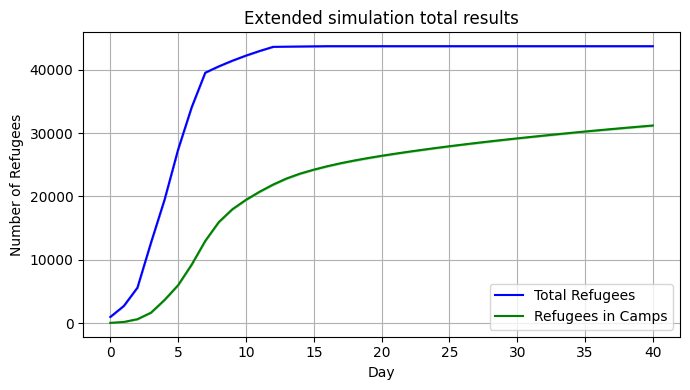 Extended simulation total results
Number of Refugees
40000
30000
20000
10000
0
0 5 10 15 20 25 30 35 40
Day
Total Refugees
Refugees in Camps